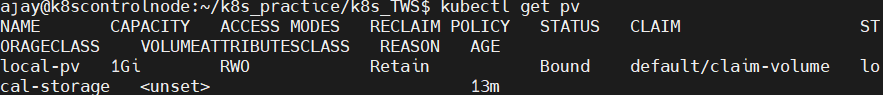 ajay@k8scontrolnode:~/k8s_practice/k8s_TWS$ kubectl get pv
NAME       CAPACITY   ACCESS MODES   RECLAIM POLICY   STATUS   CLAIM                  ST
ORAGECLASS    VOLUMEATTRIBUTESCLASS   REASON   AGE
local-pv   1Gi        RWO            Retain           Bound    default/claim-volume   lo
cal-storage   <unset>                          13m